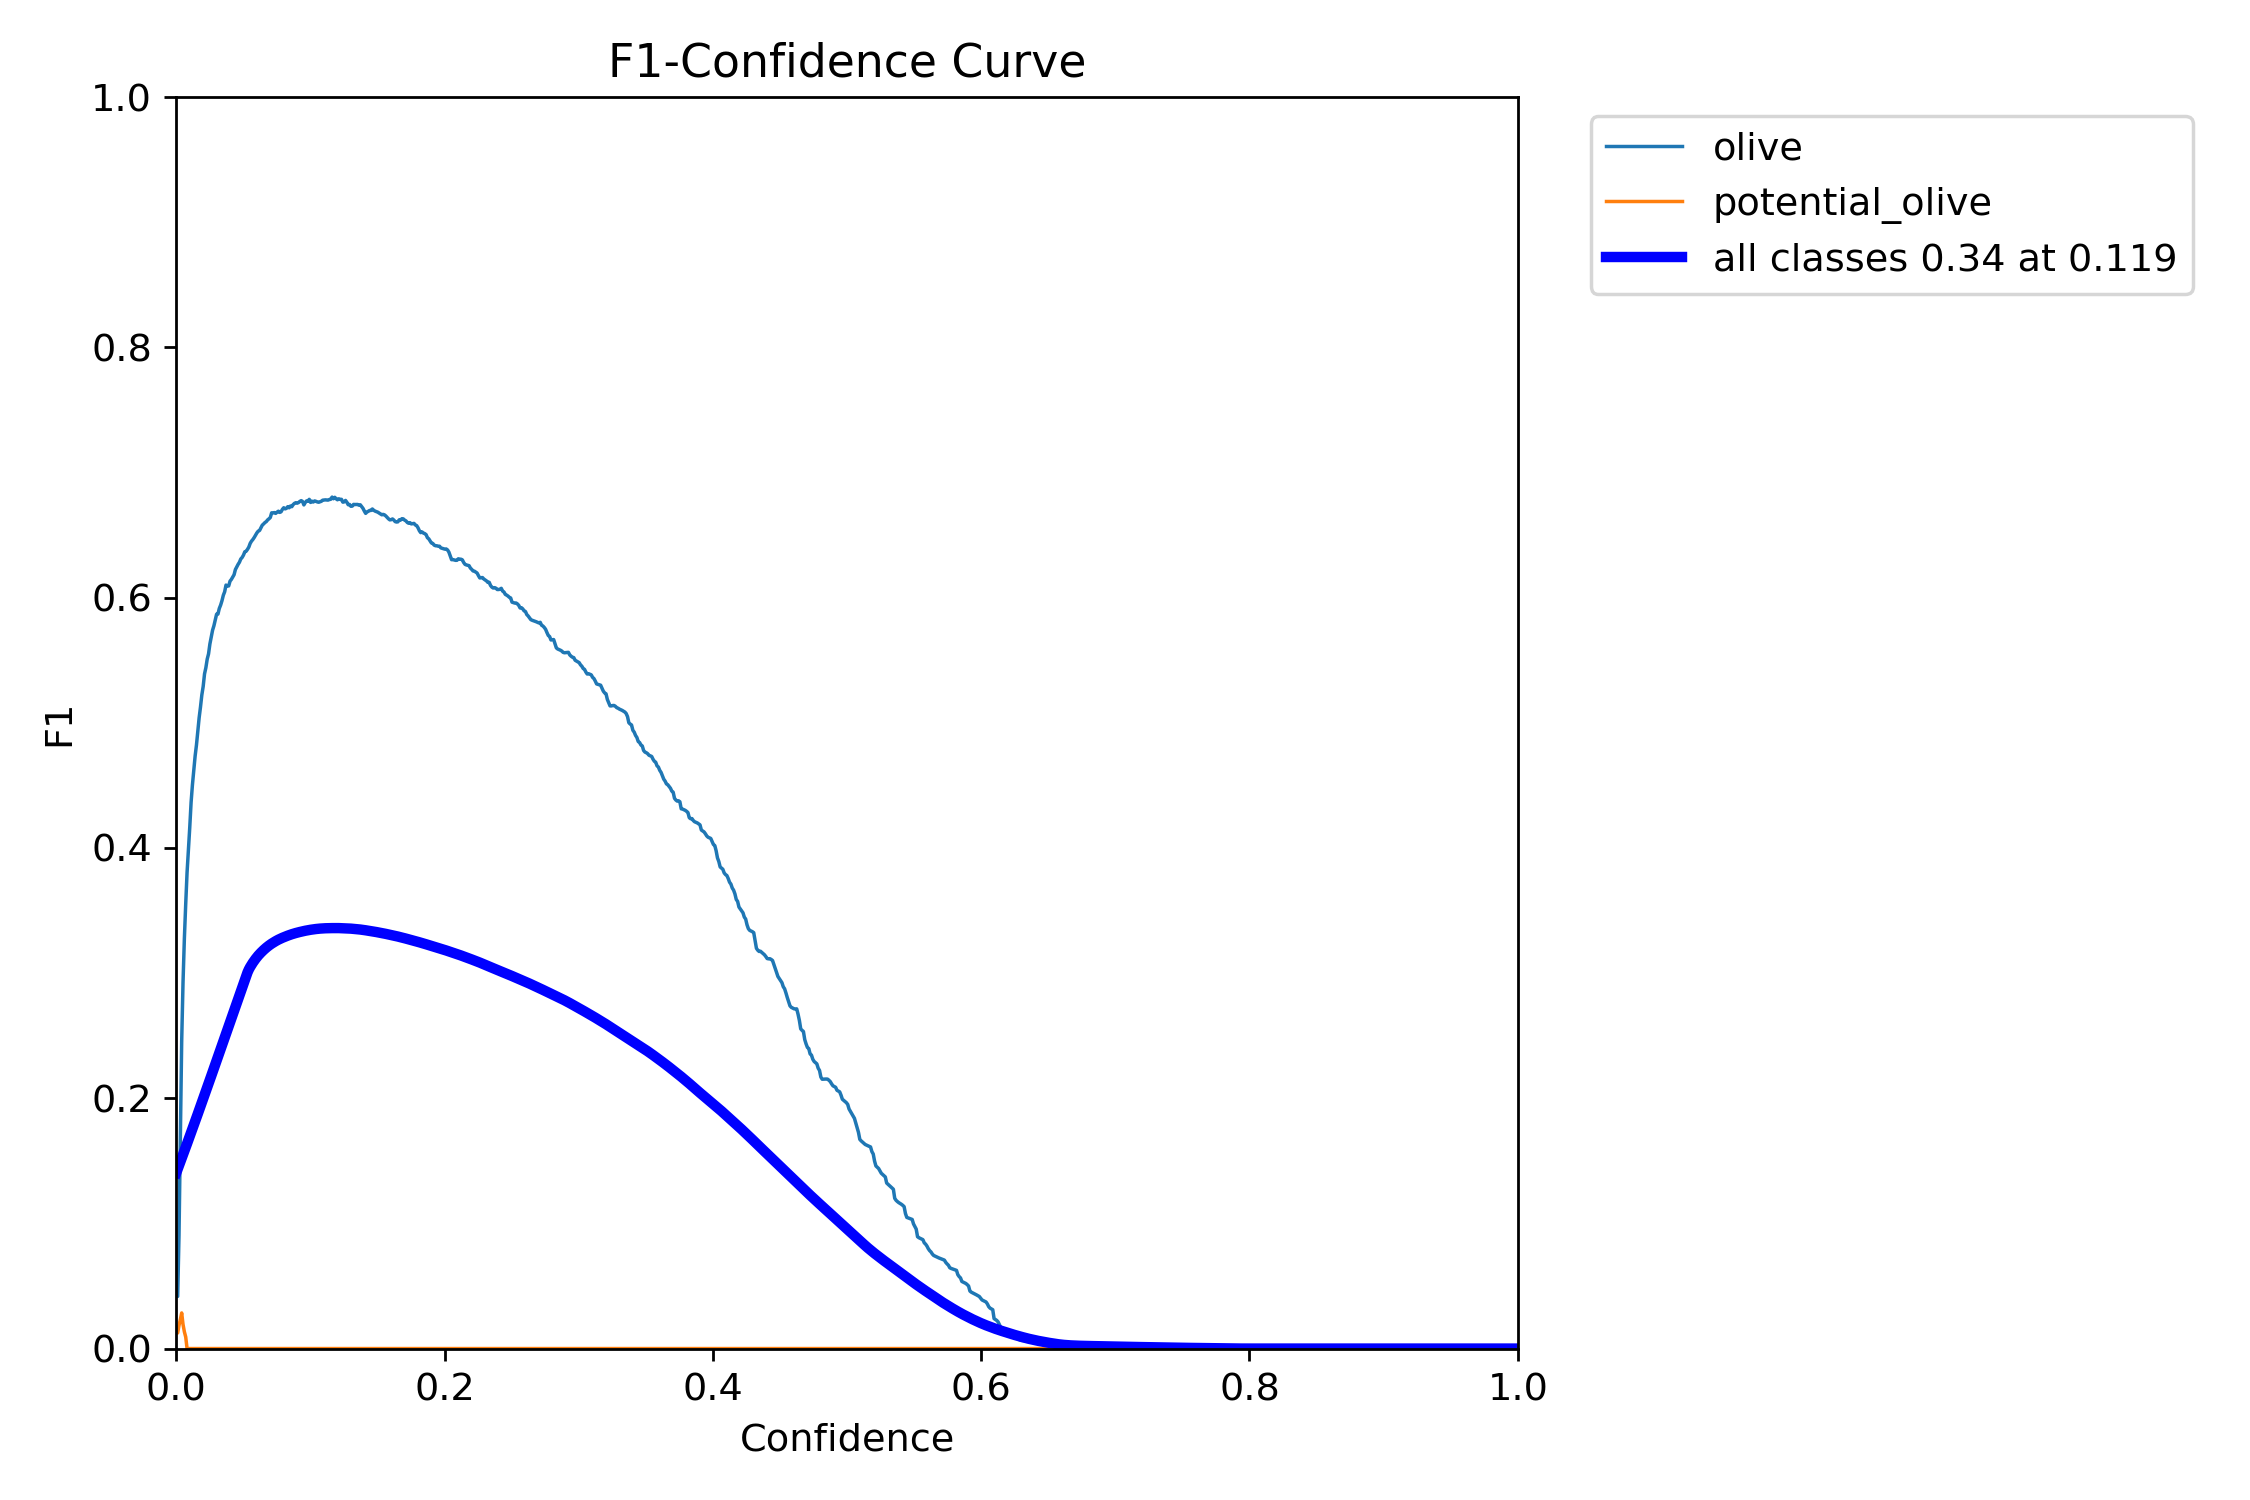 F1-Confidence Curve
olive
potential_olive
all classes 0.34 at 0.119
F1
1.0
0.8
0.6
0.4
0.2
0.0
0.0 0.2 0.4 0.6 0.8 1.0
Confidence